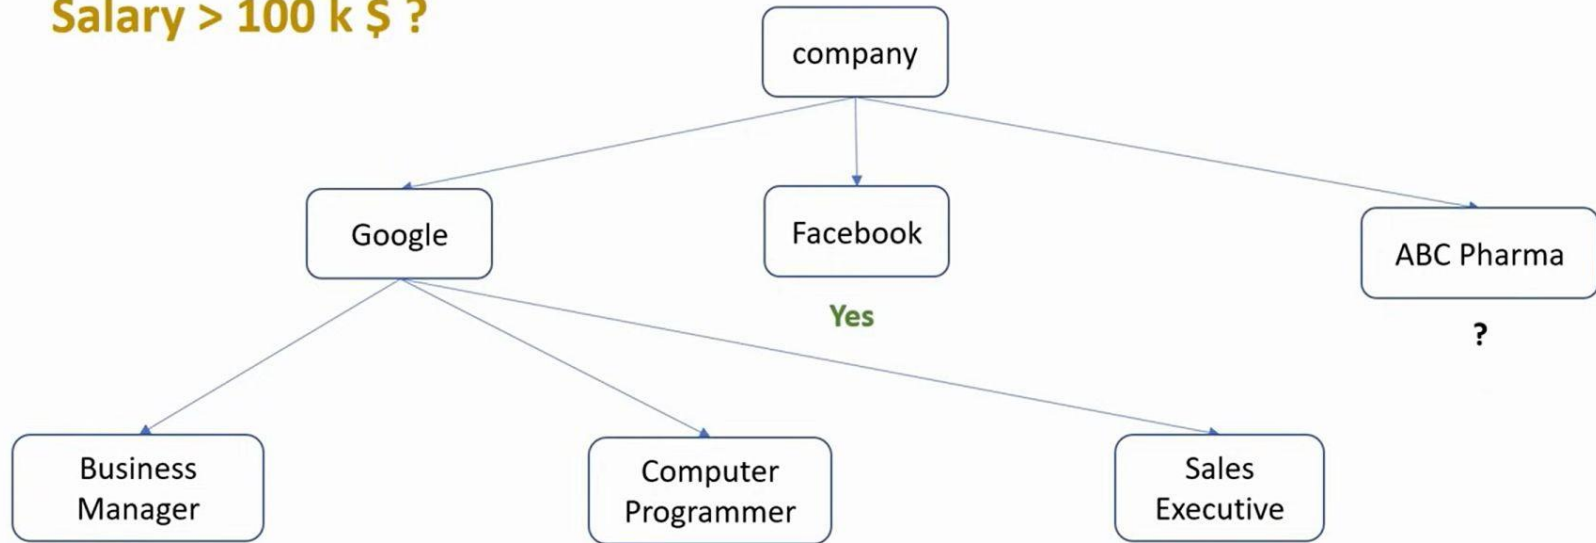 Salary > 100 k $ ?
company
Google
Facebook
ABC Pharma
Yes
?
Business
Manager
Computer
Programmer
Sales
Executive